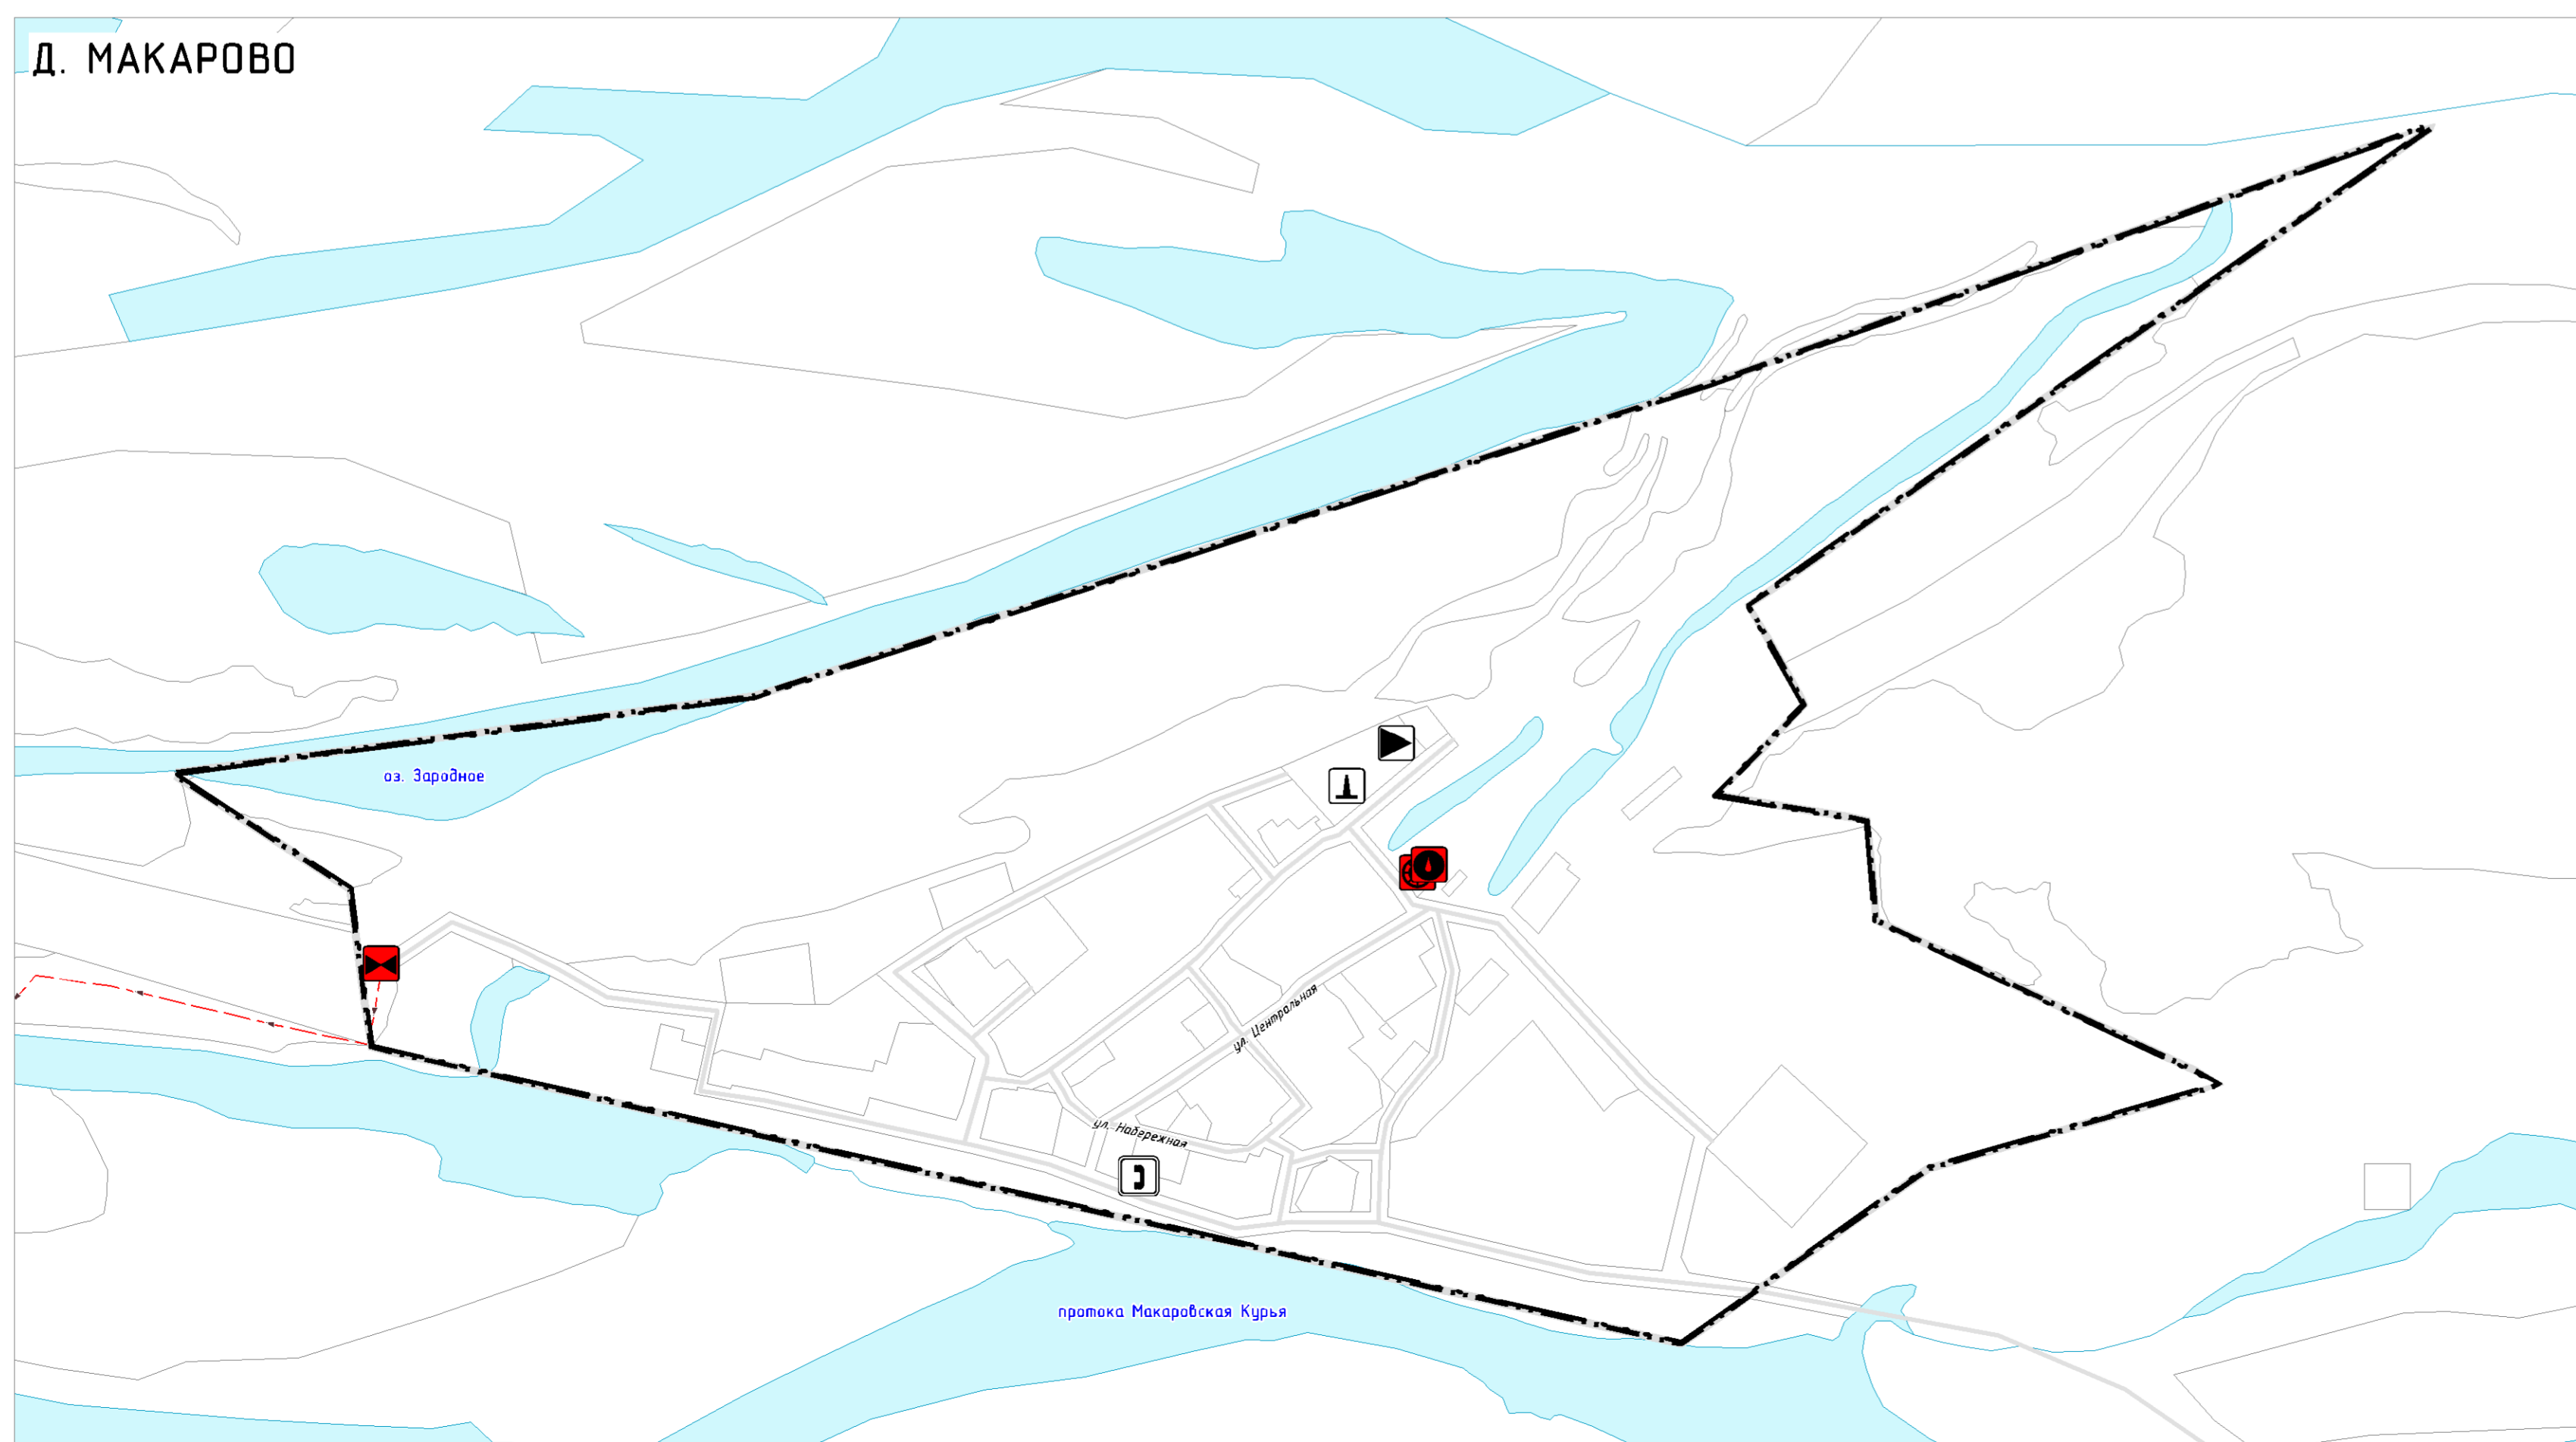 Д. МАКАРОВО
оз. Зародное
ул. Центральная
ул. Набережная
протока Макаровская Курья